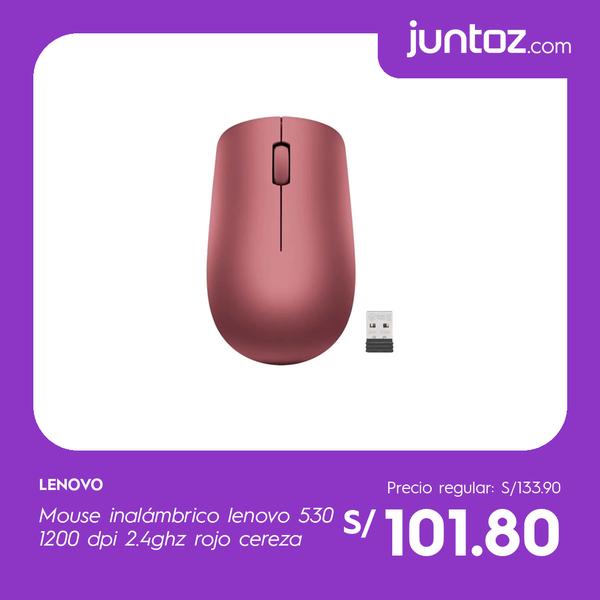 juntoz.com
LENOVO
Mouse inalámbrico lenovo 530
1200 dpi 2.4ghz rojo cereza
Precio regular: S/133.90
S/101.80